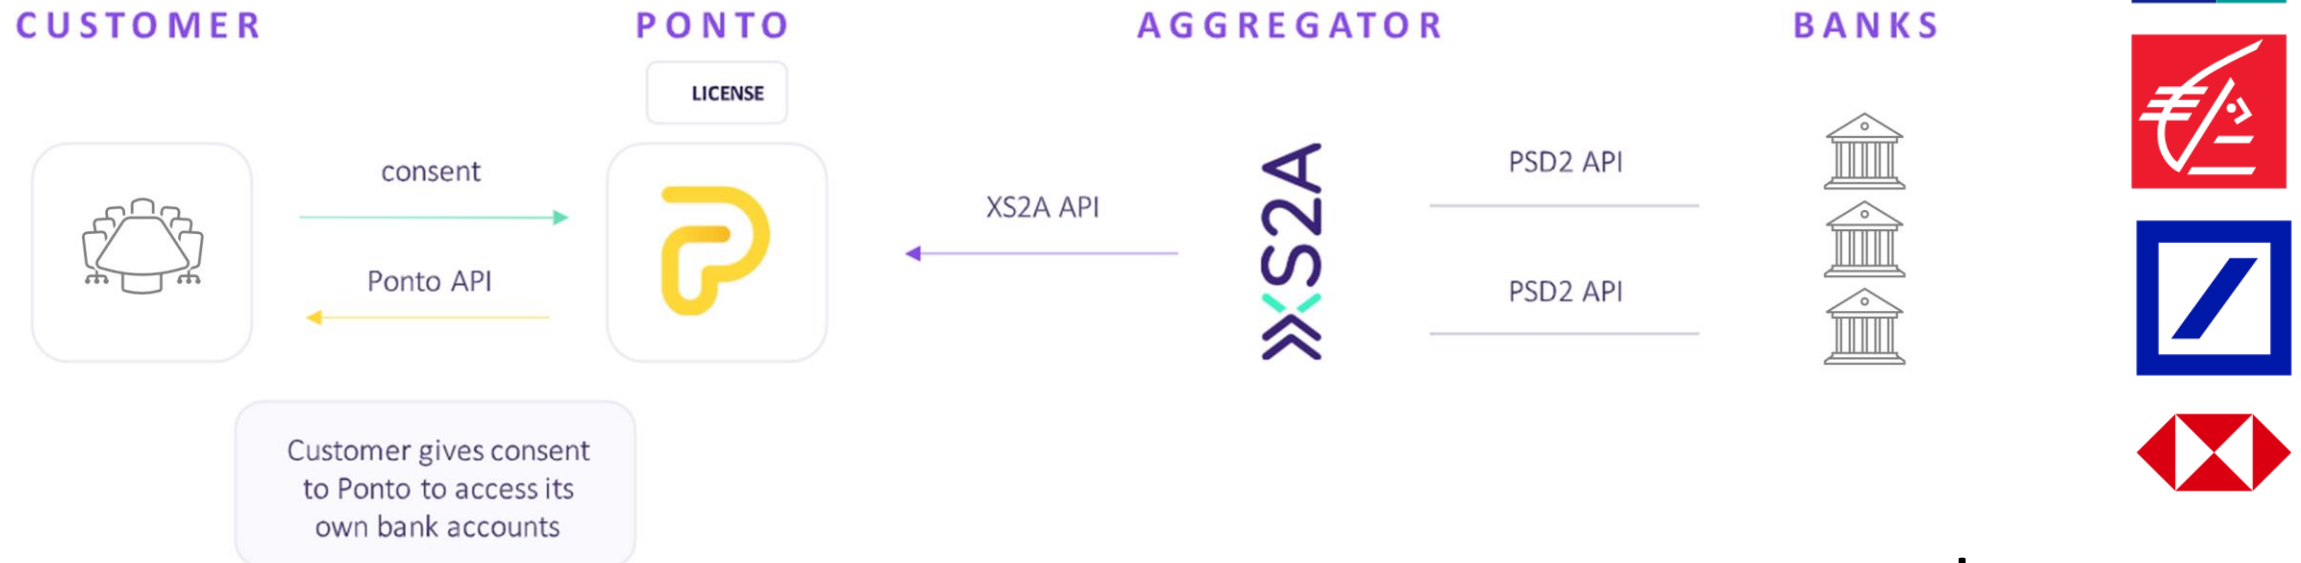 CUSTOMER
PONTO
AGGREGATOR
BANKS
LICENSE
consent
Ponto API
XS2A API
XS2A
PSD2 API
PSD2 API
Customer gives consent
to Ponto to access its
own bank accounts